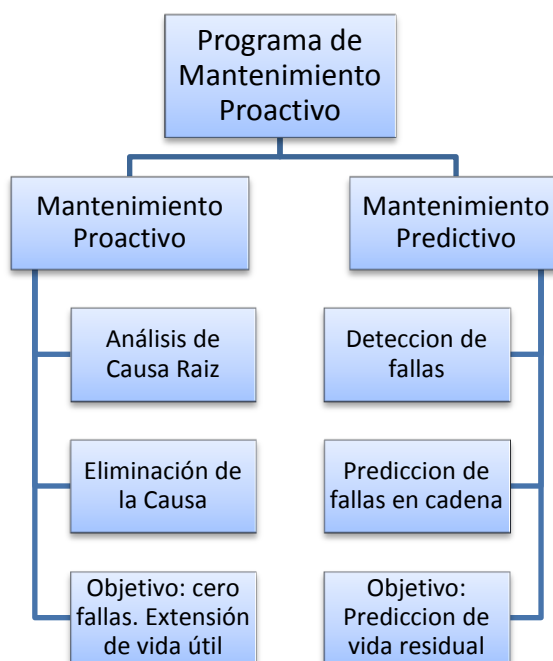 Programa de
Mantenimiento
Proactivo
Mantenimiento
Proactivo
Mantenimiento
Predictivo
Análisis de
Causa Raiz
Deteccion de
fallas
Eliminación de
la Causa
Prediccion de
fallas en cadena
Objetivo: cero
fallas. Extensión
de vida útil
Objetivo:
Prediccion de
vida residual